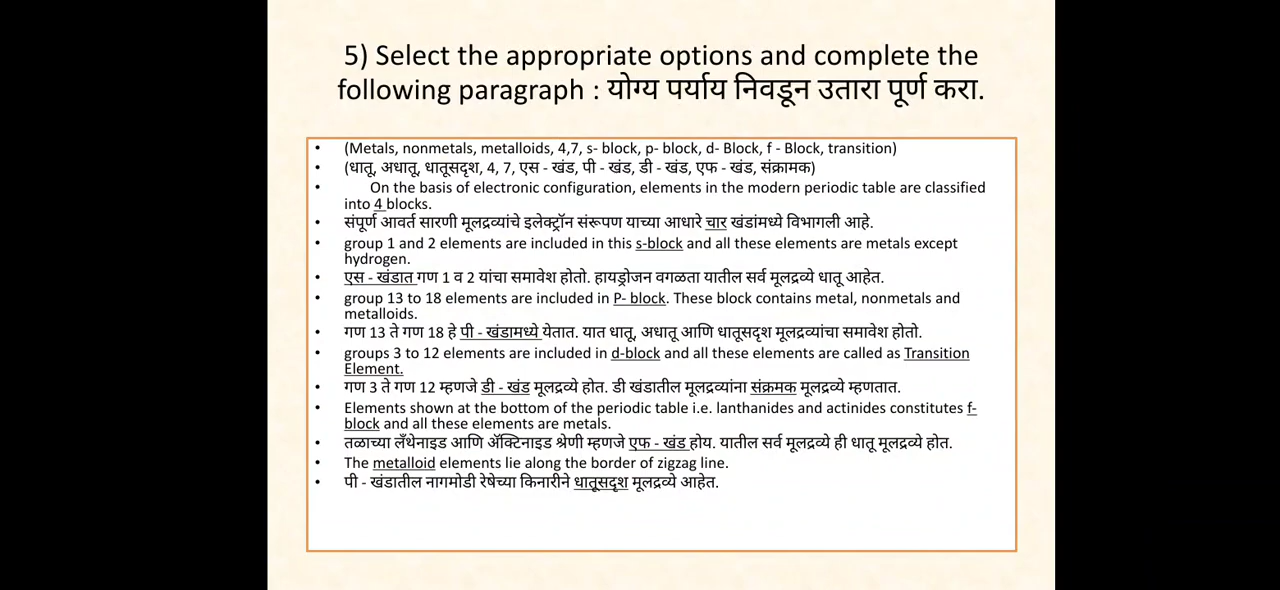 5) Select the appropriate options and complete the
following paragraph : योग्य पर्याय निवडून उतारा पूर्ण करा.
• (Metals, nonmetals, metalloids, 4,7, s- block, p- block, d- Block, f - Block, transition)
• (धातू, अधातू, धातूसदृश, 4, 7, एस - खंड, पी - खंड, डी - खंड, एफ - खंड, संक्रामक)
• On the basis of electronic configuration, elements in the modern periodic table are classified
into 4 blocks.
• संपूर्ण आवर्त सारणी मूलद्रव्यांचे इलेक्ट्रॉन संरूपण याच्या आधारे चार खंडांमध्ये विभागली आहे.
• group 1 and 2 elements are included in this s-block and all these elements are metals except
hydrogen.
• एस - खंडात गण 1 व 2 यांचा समावेश होतो. हायड्रोजन वगळता यातील सर्व मूलद्रव्ये धातू आहेत.
• group 13 to 18 elements are included in P- block. These block contains metal, nonmetals and
metalloids.
• गण 13 ते गण 18 हे पी - खंडामध्ये येतात. यात धातू, अधातू आणि धातूसदृश मूलद्रव्यांचा समावेश होतो.
• groups 3 to 12 elements are included in d-block and all these elements are called as Transition
Element.
• गण 3 ते गण 12 म्हणजे डी - खंड मूलद्रव्ये होत. डी खंडातील मूलद्रव्यांना संक्रमक मूलद्रव्ये म्हणतात.
• Elements shown at the bottom of the periodic table i.e. lanthanides and actinides constitutes f-
block and all these elements are metals.
• तळाच्या लँथेनाइड आणि ॲक्टिनाइड श्रेणी म्हणजे एफ - खंड होय. यातील सर्व मूलद्रव्ये ही धातू मूलद्रव्ये होत.
• The metalloid elements lie along the border of zigzag line.
• पी - खंडातील नागमोडी रेषेच्या किनारीने धातूसदृश मूलद्रव्ये आहेत.